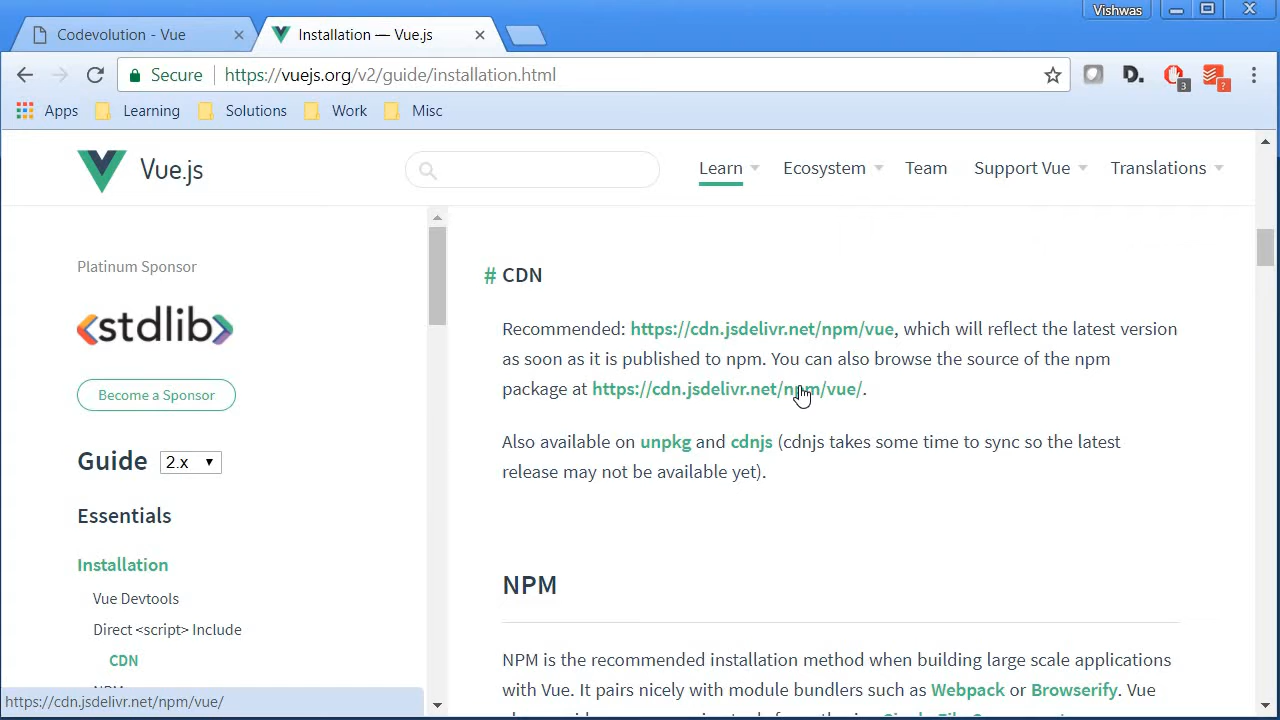 Vishwas
Codevolution - Vue
Installation — Vue.js
Secure
https://vuejs.org/v2/guide/installation.html
D.
3
?
Apps
Learning
Solutions
Work
Misc
Vue.js
Learn
Ecosystem
Team
Support Vue
Translations
Platinum Sponsor
<stdlib>
Become a Sponsor
Guide 2.x
Essentials
Installation
Vue Devtools
Direct <script> Include
CDN
NPM
# CDN
Recommended: https://cdn.jsdelivr.net/npm/vue, which will reflect the latest version
as soon as it is published to npm. You can also browse the source of the npm
package at https://cdn.jsdelivr.net/npm/vue/.
Also available on unpkg and cdnjs (cdnjs takes some time to sync so the latest
release may not be available yet).
NPM
NPM is the recommended installation method when building large scale applications
with Vue. It pairs nicely with module bundlers such as Webpack or Browserify. Vue
https://cdn.jsdelivr.net/npm/vue/